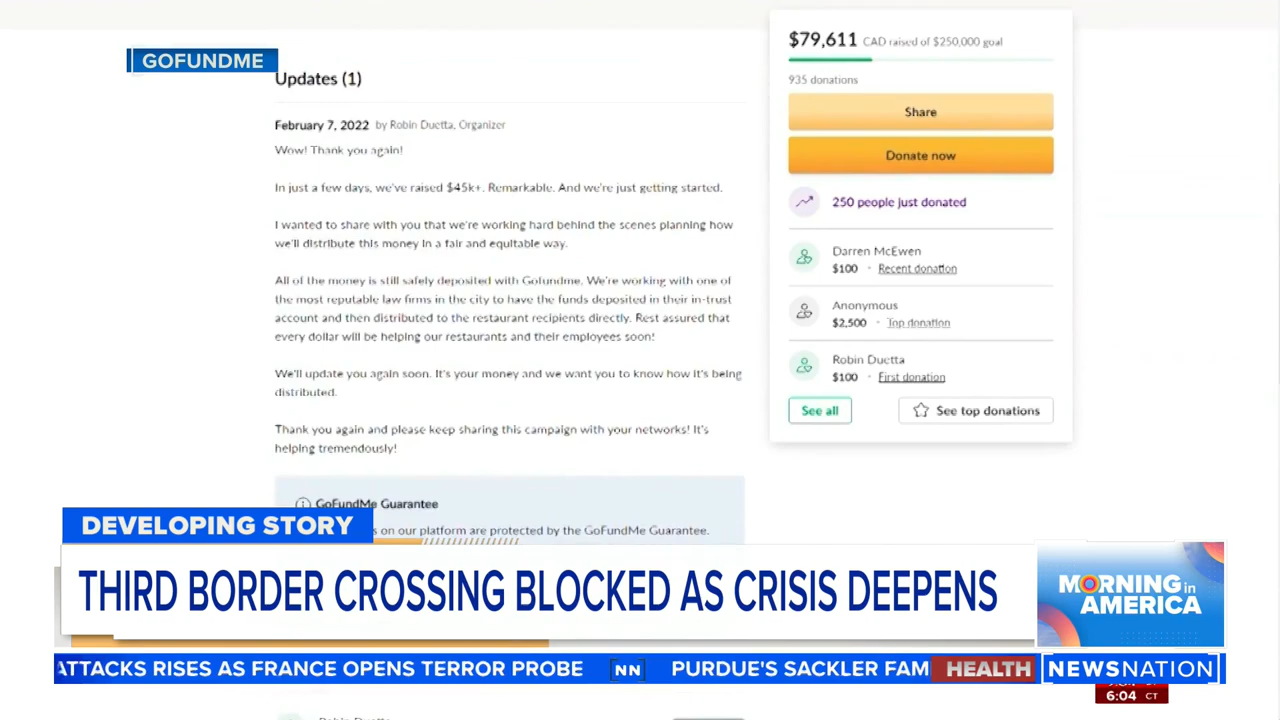 GOFUNDME
Updates (1)
February 7, 2022 by Robin Duetta, Organizer
Wow! Thank you again!
In just a few days, we've raised $45k+. Remarkable. And we're just getting started.
I wanted to share with you that we're working hard behind the scenes planning how
we'll distribute this money in a fair and equitable way.
All of the money is still safely deposited with Gofundme. We're working with one of
the most reputable law firms in the city to have the funds deposited in their in-trust
account and then distributed to the restaurant recipients directly. Rest assured that
every dollar will be helping our restaurants and their employees soon!
We'll update you again soon. It's your money and we want you to know how it's being
distributed.
Thank you again and please keep sharing this campaign with your networks! It's
helping tremendously!
GoFundMe Guarantee
on our platform are protected by the GoFundMe Guarantee.
$79,611 CAD raised of $250,000 goal
935 donations
Share
Donate now
250 people just donated
Darren McEwen
$100 · Recent donation
Anonymous
$2,500 · Top donation
Robin Duetta
$100 · First donation
See all
See top donations
DEVELOPING STORY
THIRD BORDER CROSSING BLOCKED AS CRISIS DEEPENS
MORNING in
AMERICA
ATTACKS RISES AS FRANCE OPENS TERROR PROBE NN PURDUE'S SACKLER FAM HEALTH NEWSNATION
6:04 CT